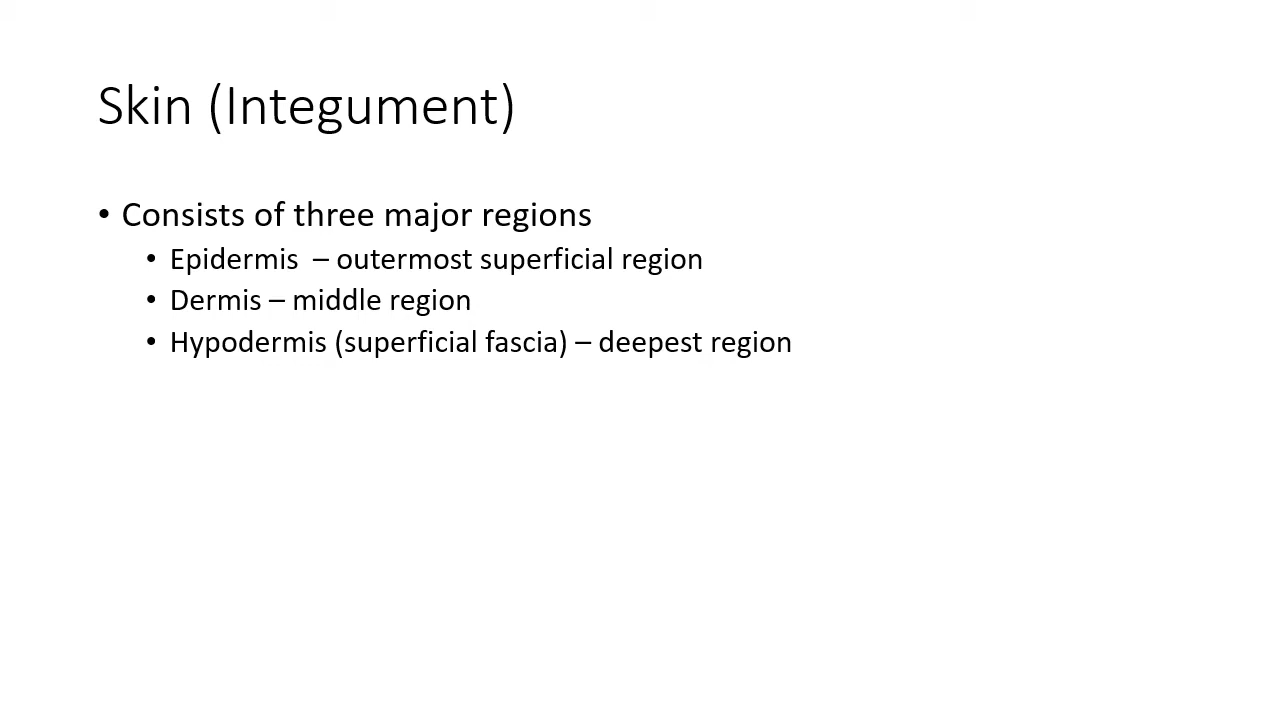 Skin (Integument)
• Consists of three major regions
• Epidermis – outermost superficial region
• Dermis – middle region
• Hypodermis (superficial fascia) – deepest region